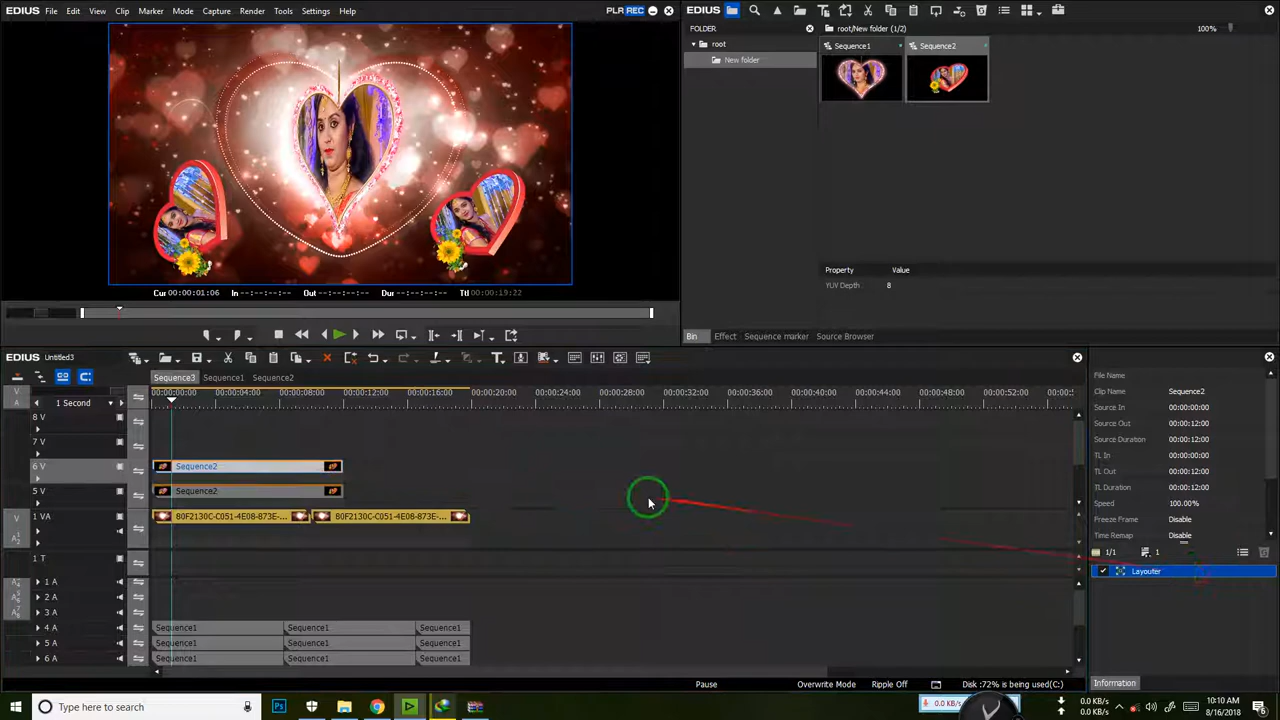 EDIUS File Edit View Clip Marker Mode Capture Render Tools Settings Help PLR REC
Cur 00:00:01:06 In --:--:--:-- Out --:--:--:-- Dur --:--:--:-- Ttl 00:00:19:22
EDIUS
FOLDER
root
New folder
root/New folder (1/2) 100%
Sequence1 Sequence2
Property Value
YUV Depth 8
Bin Effect Sequence marker Source Browser
EDIUS Untitled3
Sequence3 Sequence1 Sequence2
V
A
1 Second
00:00:00:00 00:00:04:00 00:00:08:00 00:00:12:00 00:00:16:00 00:00:20:00 00:00:24:00 00:00:28:00 00:00:32:00 00:00:36:00 00:00:40:00 00:00:44:00 00:00:48:00 00:00:52:00
8 V
7 V
6 V Sequence2
5 V Sequence2
V 1 VA 80F2130C-C051-4E08-873E-... 80F2130C-C051-4E08-873E-...
1 T
1 A
2 A
3 A
4 A Sequence1 Sequence1 Sequence1
5 A Sequence1 Sequence1 Sequence1
6 A Sequence1 Sequence1 Sequence1
Pause Overwrite Mode Ripple Off Disk :72% is being used(C:)
File Name
Clip Name Sequence2
Source In 00:00:00:00
Source Out 00:00:12:00
Source Duration 00:00:12:00
TL In 00:00:00:00
TL Out 00:00:12:00
TL Duration 00:00:12:00
Speed 100.00%
Freeze Frame Disable
Time Remap Disable
1/1 1
Layouter
Information
Type here to search
0.0 KB/s
0.0 KB/s
0.0 KB/s
10:10 AM
8/16/2018